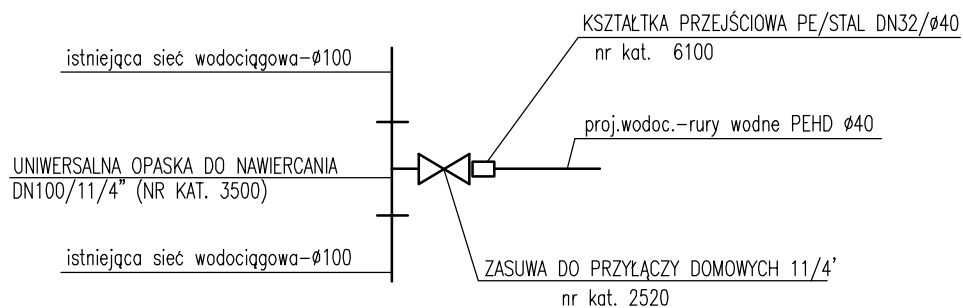 KSZTAŁTKA PRZEJŚCIOWA PE/STAL DN32/ø40
nr kat. 6100
istniejąca sieć wodociągowa-ø100
proj.wodoc.-rury wodne PEHD ø40
UNIWERSALNA OPASKA DO NAWIERCANIA
DN100/11/4" (NR KAT. 3500)
istniejąca sieć wodociągowa-ø100
ZASUWA DO PRZYŁĄCZY DOMOWYCH 11/4'
nr kat. 2520